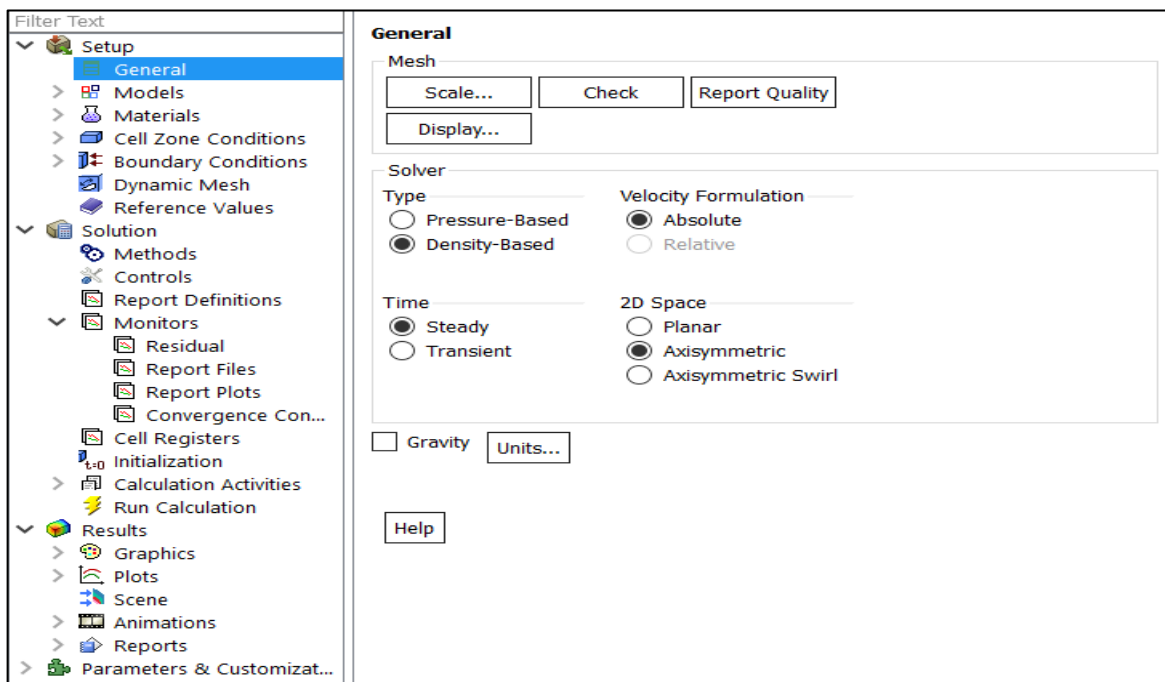 Filter Text
Setup
General
Models
Materials
Cell Zone Conditions
Boundary Conditions
Dynamic Mesh
Reference Values
Solution
Methods
Controls
Report Definitions
Monitors
Residual
Report Files
Report Plots
Convergence Con...
Cell Registers
t=0 Initialization
Calculation Activities
Run Calculation
Results
Graphics
Plots
Scene
Animations
Reports
Parameters & Customizat...
General
Mesh
Scale... Check Report Quality
Display...
Solver
Type Velocity Formulation
Pressure-Based Absolute
Density-Based Relative
Time 2D Space
Steady Planar
Transient Axisymmetric
Axisymmetric Swirl
Gravity Units...
Help